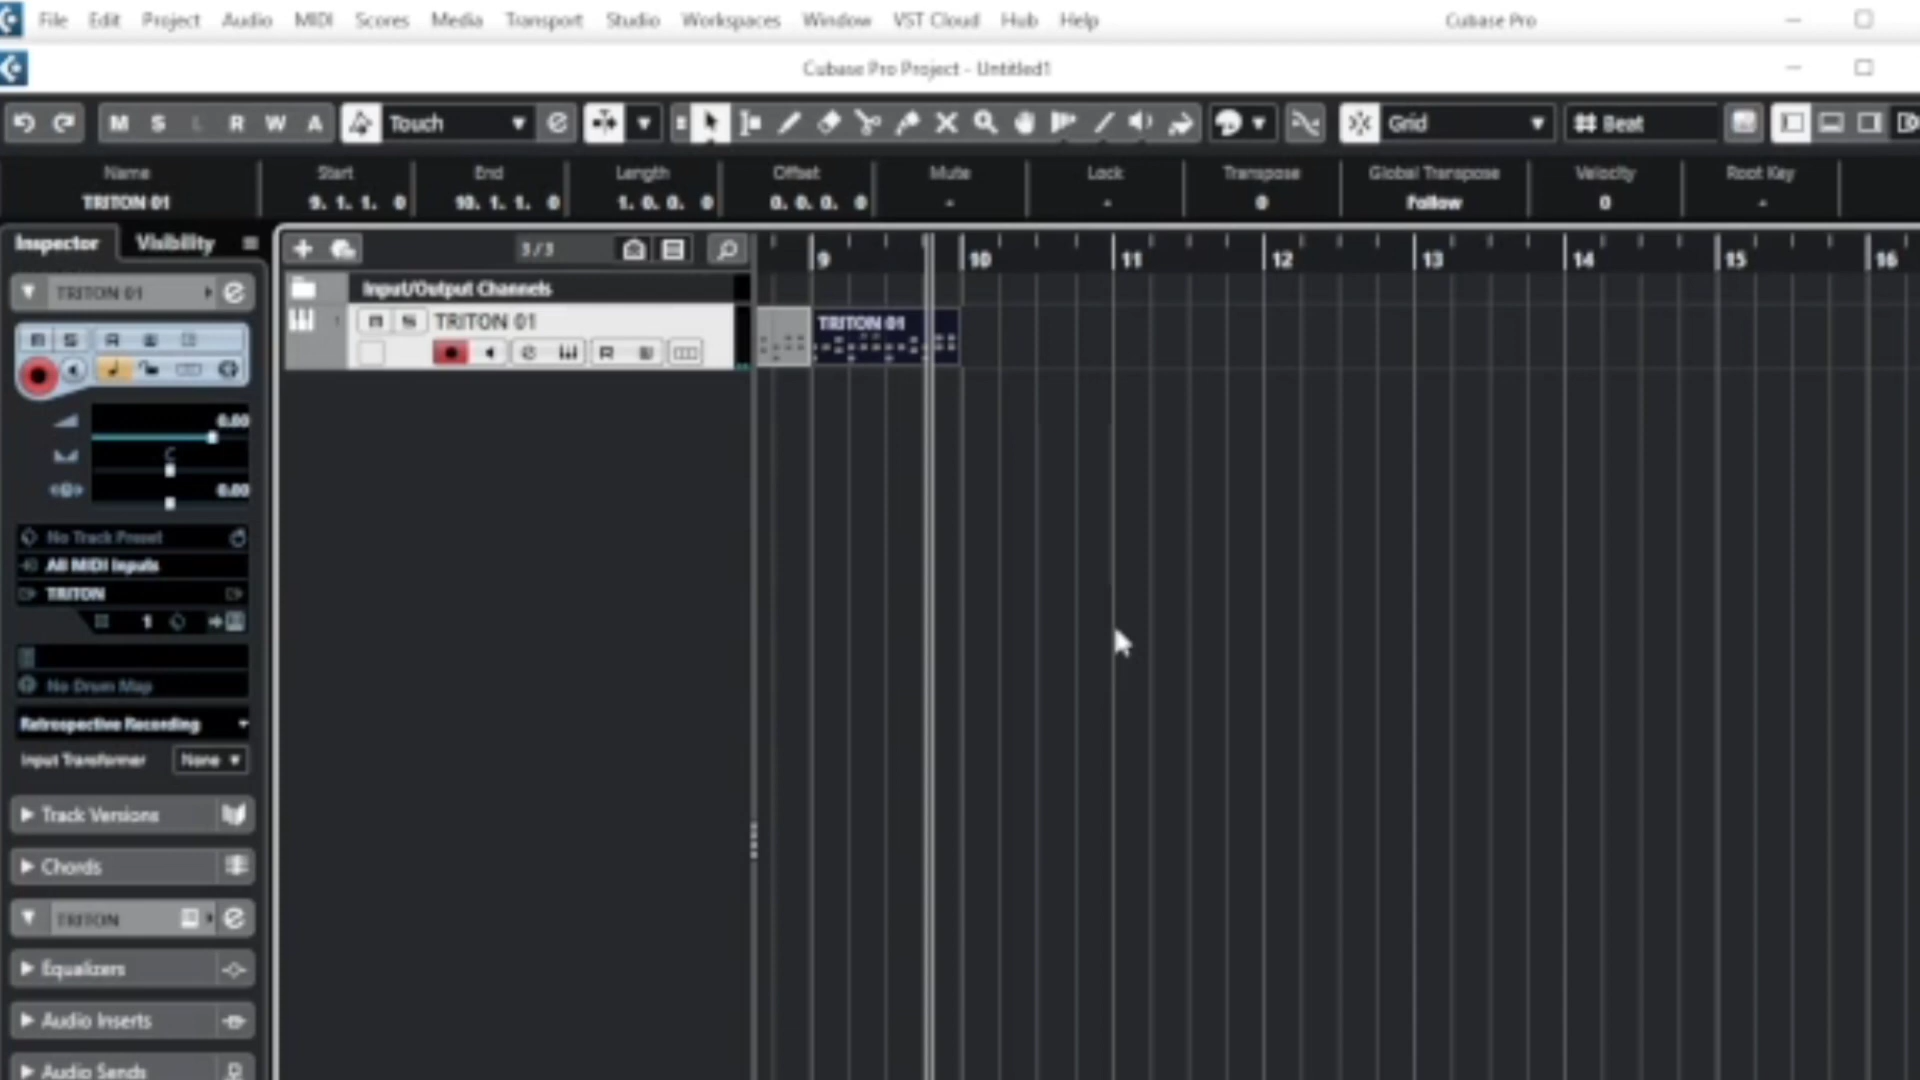 File Edit Project Audio MIDI Scores Media Transport Studio Workspaces Window VST Cloud Hub Help Cubase Pro
Cubase Pro Project - Untitled1
M S L R W A Touch Grid Beat
Name Start End Length Offset Mute Lock Transpose Global Transpose Velocity Root Key
TRITON 01 9. 1. 1. 0 10. 1. 1. 0 1. 0. 0. 0 0. 0. 0. 0 - - 0 Follow 0 -
Inspector Visibility 3/3 9 10 11 12 13 14 15 16
TRITON 01
Input/Output Channels
1 m S TRITON 01
R
TRITON 01
m S R
0.00
C
0.00
No Track Preset
All MIDI Inputs
TRITON
1
No Drum Map
Retrospective Recording
Input Transformer None
Track Versions
Chords
TRITON
Equalizers
Audio Inserts
Audio Sends